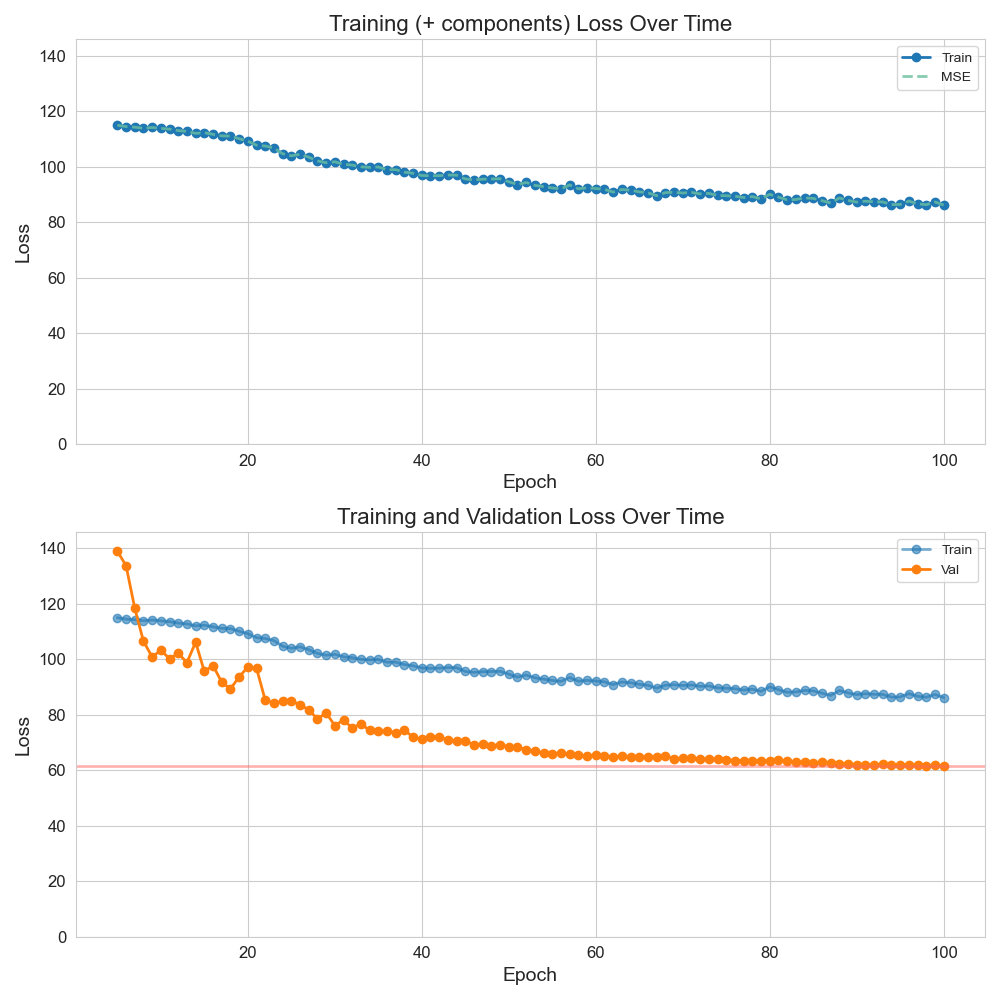 Training (+ components) Loss Over Time
140
120
100
80
60
40
20
0
Loss
Train
MSE
20 40 60 80 100
Epoch
Training and Validation Loss Over Time
140
120
100
80
60
40
20
0
Loss
Train
Val
20 40 60 80 100
Epoch